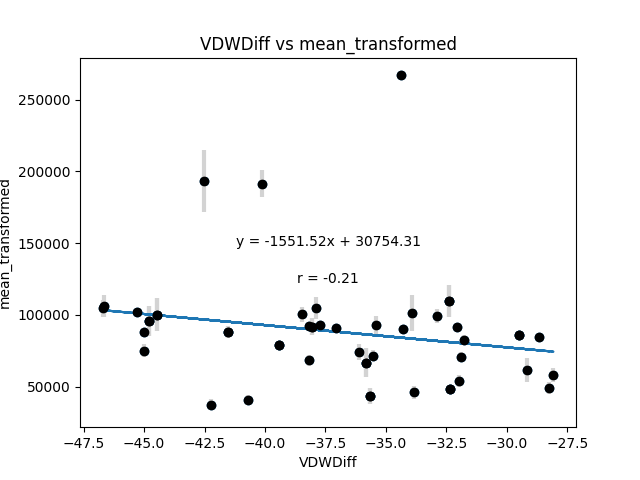 VDWDiff vs mean_transformed
mean_transformed
250000
200000
150000
100000
50000
y = -1551.52x + 30754.31
r = -0.21
−47.5 −45.0 −42.5 −40.0 −37.5 −35.0 −32.5 −30.0 −27.5
VDWDiff